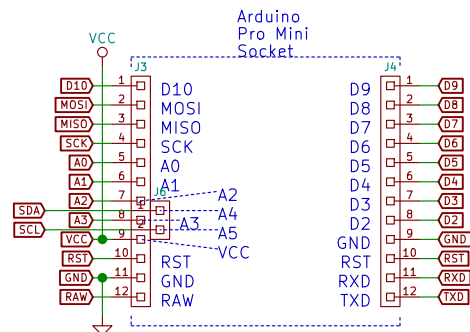 Arduino
Pro Mini
Socket
VCC
J3
J4
D10 1 D10 D9 1 D9
MOSI 2 MOSI D8 2 D8
MISO 3 MISO D7 3 D7
SCK 4 SCK D6 4 D6
A0 5 A0 D5 5 D5
A1 6 A1 D4 6 D4
J6
A2 7 A2 D3 7 D3
SDA 1 A4
A3 8 A3 D2 8 D2
SCL 2 A5
VCC 9 VCC GND 9 GND
RST 10 RST RST 10 RST
GND 11 GND RXD 11 RXD
RAW 12 RAW TXD 12 TXD